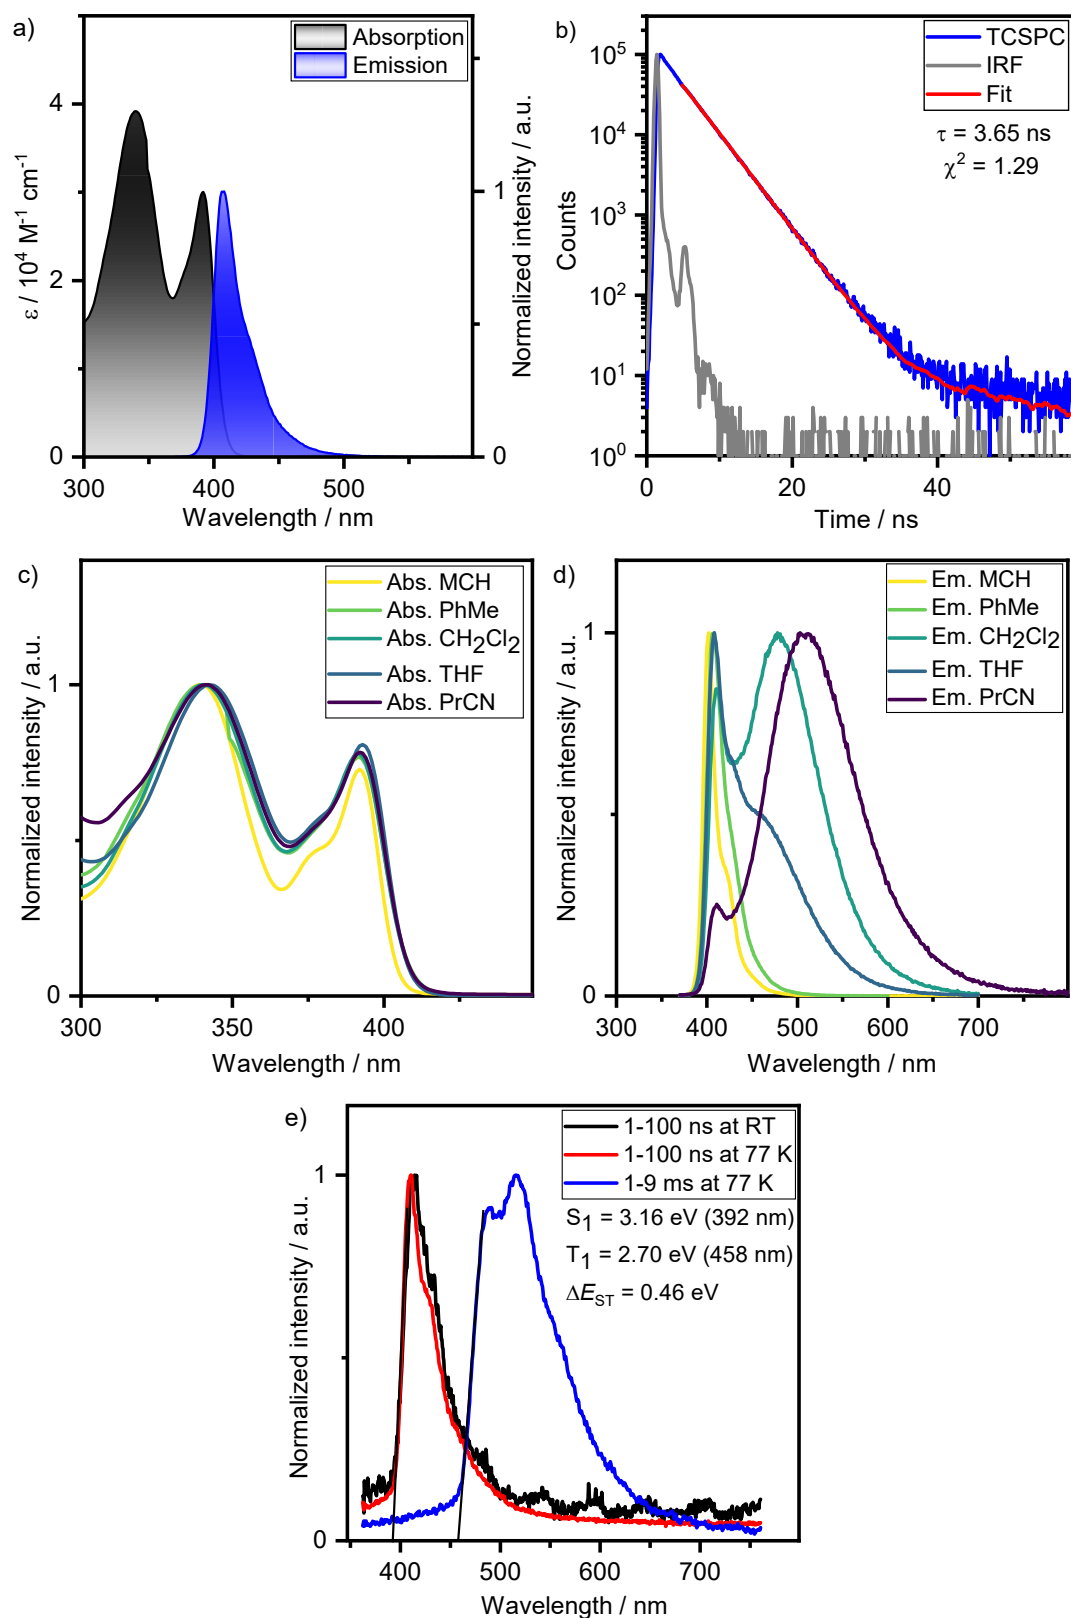 a)
Absorption
Emission
ε / 10⁴ M⁻¹ cm⁻¹
4
2
0
Normalized intensity / a.u.
1
0
300 400 500
Wavelength / nm
b)
TCSPC
IRF
Fit
τ = 3.65 ns
χ² = 1.29
Counts
10⁵
10⁴
10³
10²
10¹
10⁰
0 20 40
Time / ns
c)
Abs. MCH
Abs. PhMe
Abs. CH₂Cl₂
Abs. THF
Abs. PrCN
Normalized intensity / a.u.
1
0
300 350 400
Wavelength / nm
d)
Em. MCH
Em. PhMe
Em. CH₂Cl₂
Em. THF
Em. PrCN
Normalized intensity / a.u.
1
0
300 400 500 600 700
Wavelength / nm
e)
1-100 ns at RT
1-100 ns at 77 K
1-9 ms at 77 K
S₁ = 3.16 eV (392 nm)
T₁ = 2.70 eV (458 nm)
ΔE_ST = 0.46 eV
Normalized intensity / a.u.
1
0
400 500 600 700
Wavelength / nm